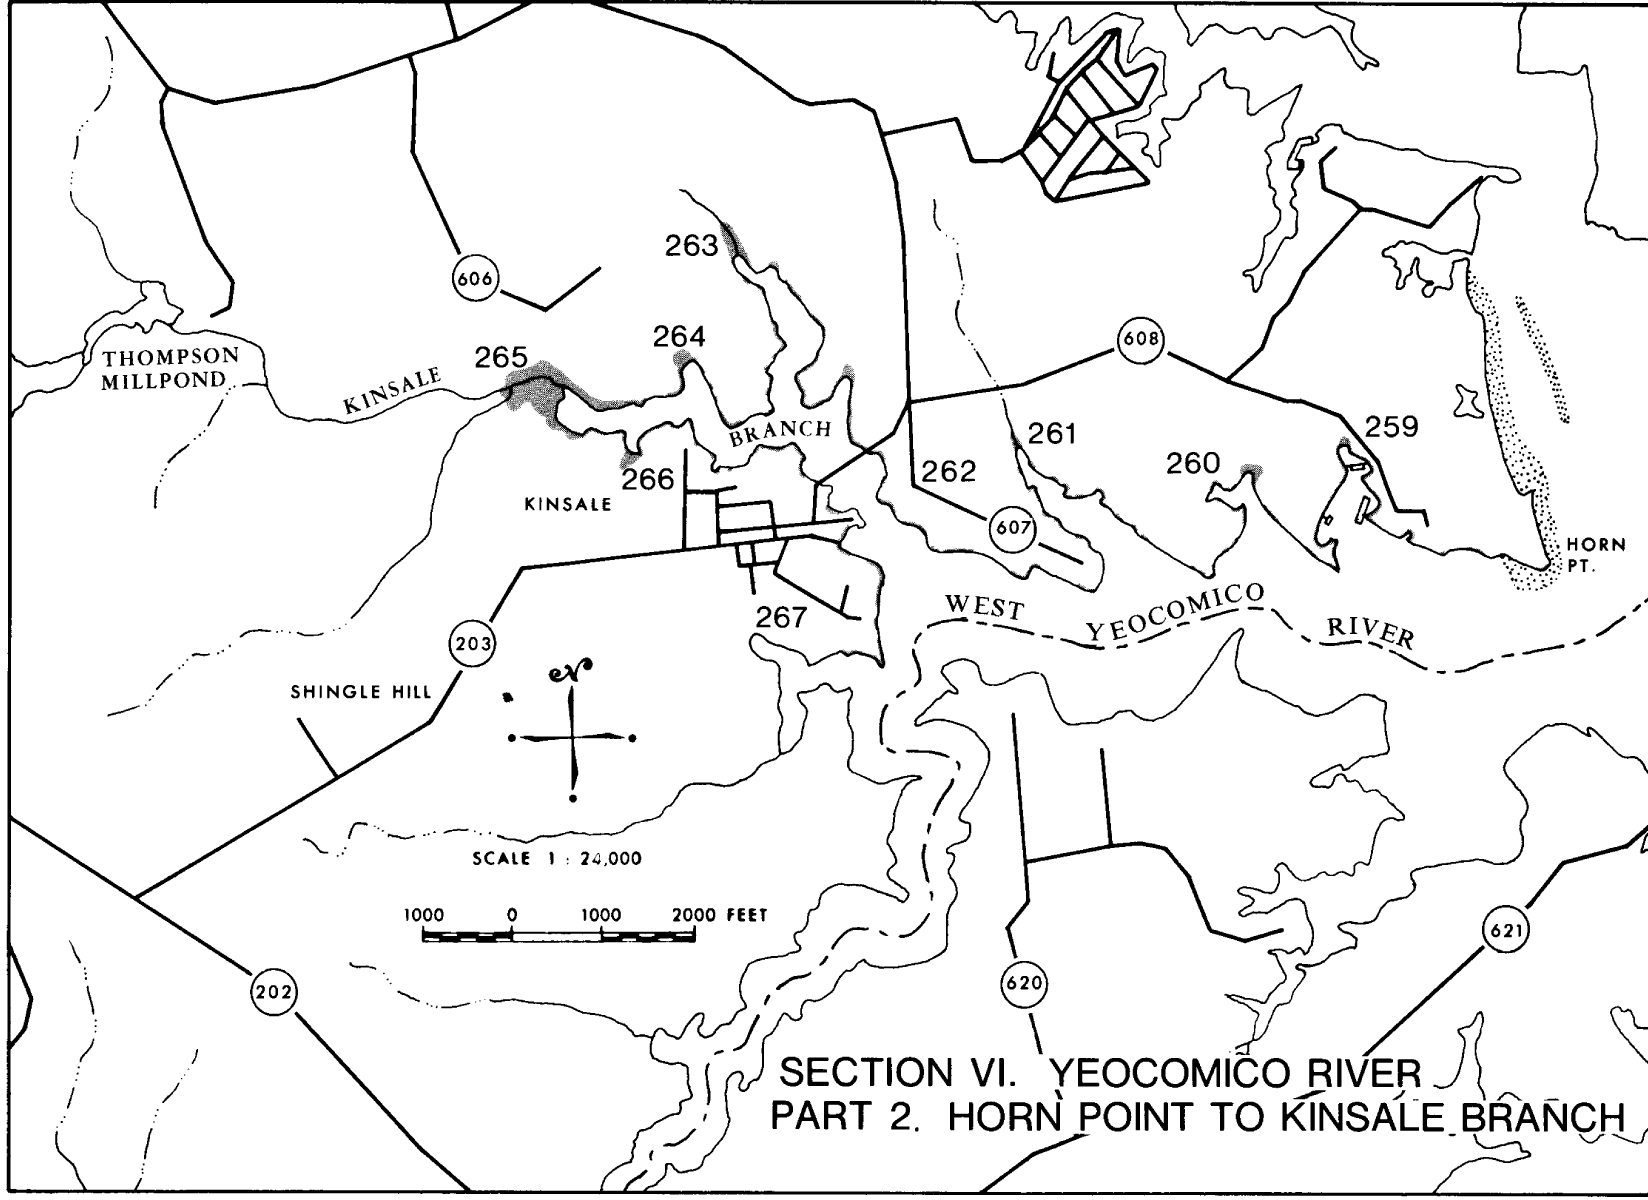 263
606
608
264
THOMPSON
MILLPOND
265
KINSALE
BRANCH
259
261
260
262
266
KINSALE
607
HORN
PT.
WEST YEOCOMICO RIVER
267
203
SHINGLE HILL
N
SCALE 1 : 24,000
1000 0 1000 2000 FEET
621
620
202
SECTION VI. YEOCOMICO RIVER
PART 2. HORN POINT TO KINSALE BRANCH